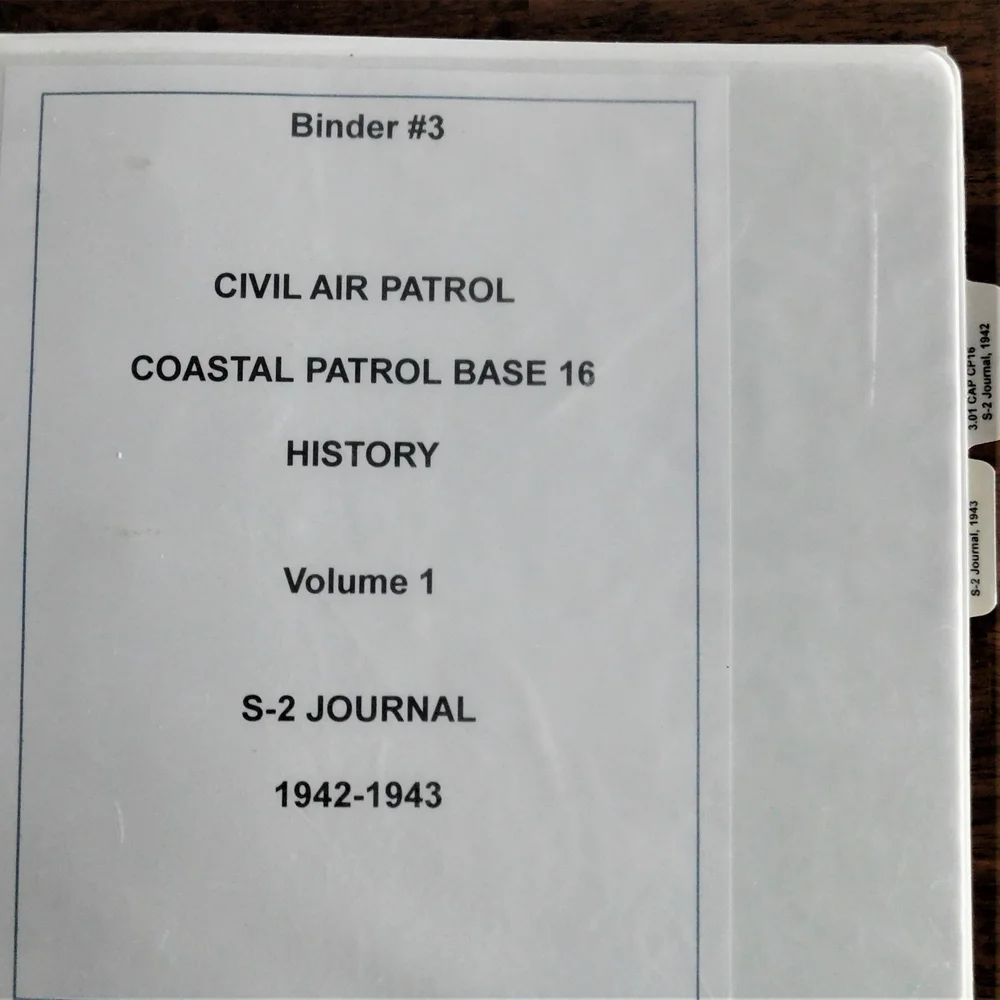 Binder #3
CIVIL AIR PATROL
COASTAL PATROL BASE 16
HISTORY
Volume 1
S-2 JOURNAL
1942-1943
3.01 CAP CP16
S-2 Journal, 1942
S-2 Journal, 1943